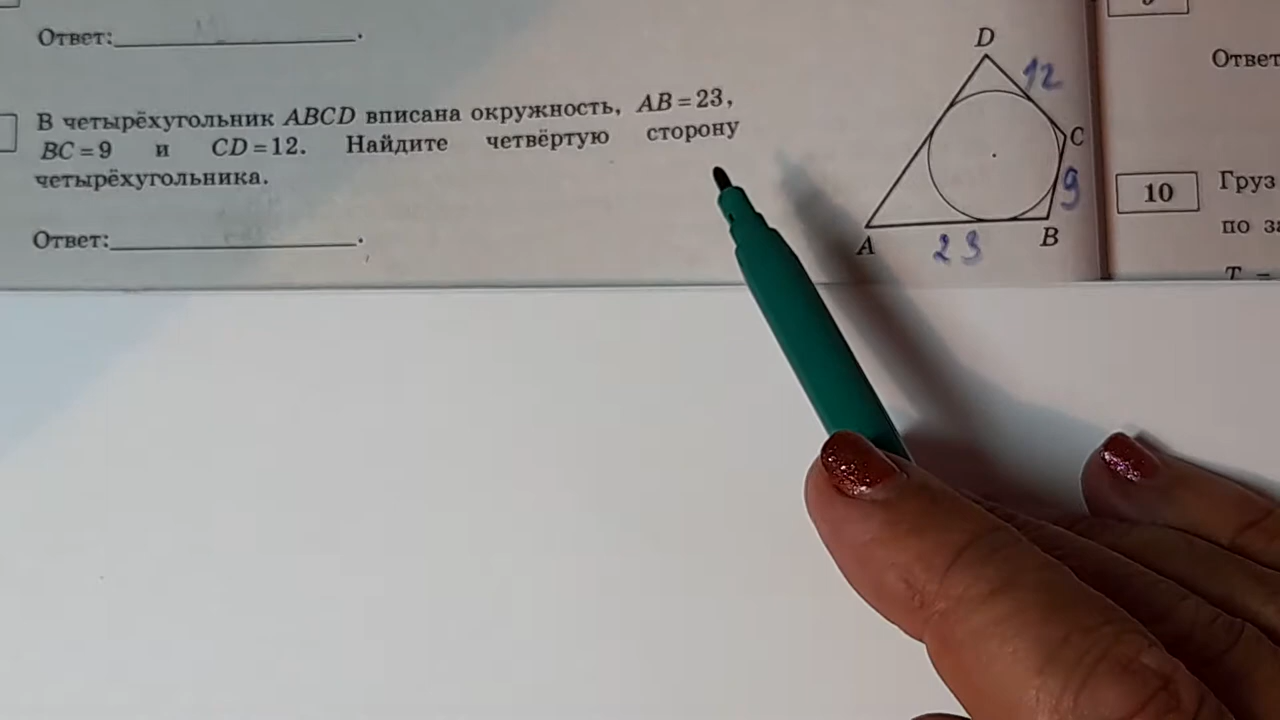 Ответ: .
В четырёхугольник ABCD вписана окружность, AB = 23,
BC = 9 и CD = 12. Найдите четвёртую сторону
четырёхугольника.
Ответ: .
D
12
C
9
A
23
B
Ответ
10
Груз
по за
T =